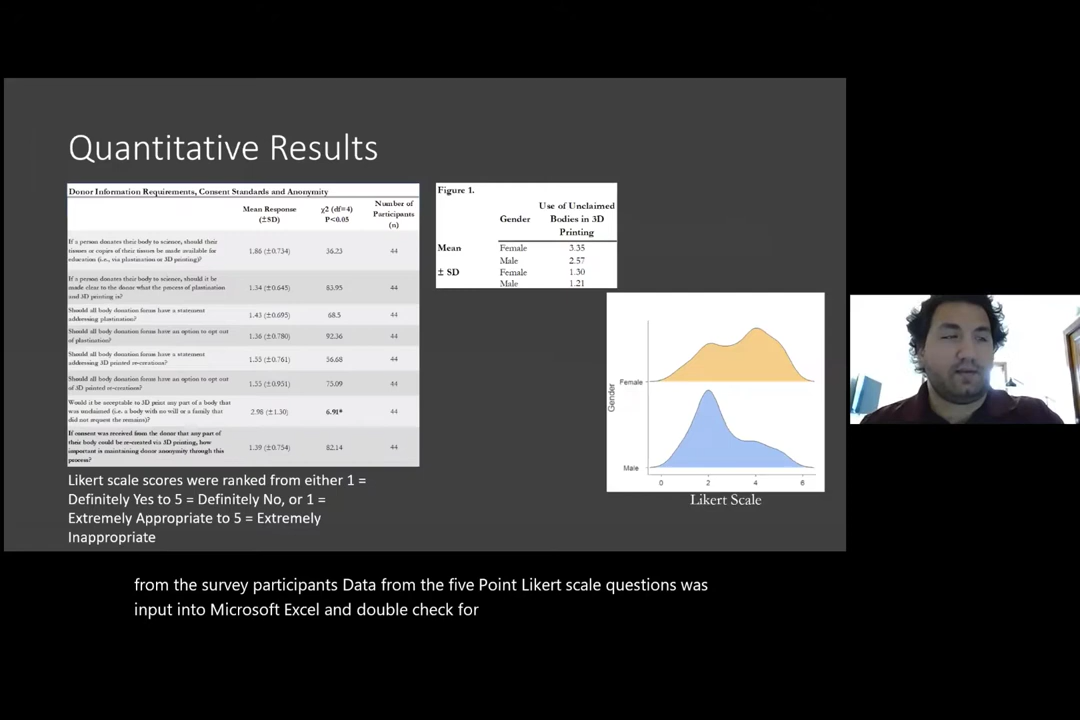 Quantitative Results
Donor Information Requirements, Consent Standards and Anonymity
Mean Response
(±SD)
χ2 (df=4)
P<0.05
Number of
Participants
(n)
If a person donates their body to science, should their
tissues or copies of their tissues be made available for
education (i.e., via plastination or 3D printing)?
1.86 (±0.734)
36.23
44
If a person donates their body to science, should it be
made clear to the donor what the process of plastination
and 3D printing is?
1.34 (±0.645)
83.95
44
Should all body donation forms have a statement
addressing plastination?
1.43 (±0.695)
68.5
44
Should all body donation forms have an option to opt out
of plastination?
1.36 (±0.780)
92.36
44
Should all body donation forms have a statement
addressing 3D printed re-creations?
(±0.761)
56.68
44
Should all body donation forms have an option to opt out
of 3D printed re-creations?
(±0.951)
75.09
44
Would it be acceptable to 3D print any part of a body that
was unclaimed (i.e. a body with no will or a family that
did not request the remains)?
2.98 (±1.30)
6.91*
44
If consent was received from the donor that any part of
their body could be re-created via 3D printing, how
important is maintaining donor anonymity through this
process?
1.39 (±0.754)
82.14
44
Likert scale scores were ranked from either 1 =
Definitely Yes to 5 = Definitely No, or 1 =
Extremely Appropriate to 5 = Extremely
Inappropriate
Figure 1.
Gender
Use of Unclaimed
Bodies in 3D
Printing
Mean
Female
3.35
Male
2.57
± SD
Female
1.30
Male
1.21
Gender
Female
Male
0
2
4
6
Likert Scale
from the survey participants Data from the five Point Likert scale questions was
input into Microsoft Excel and double check for